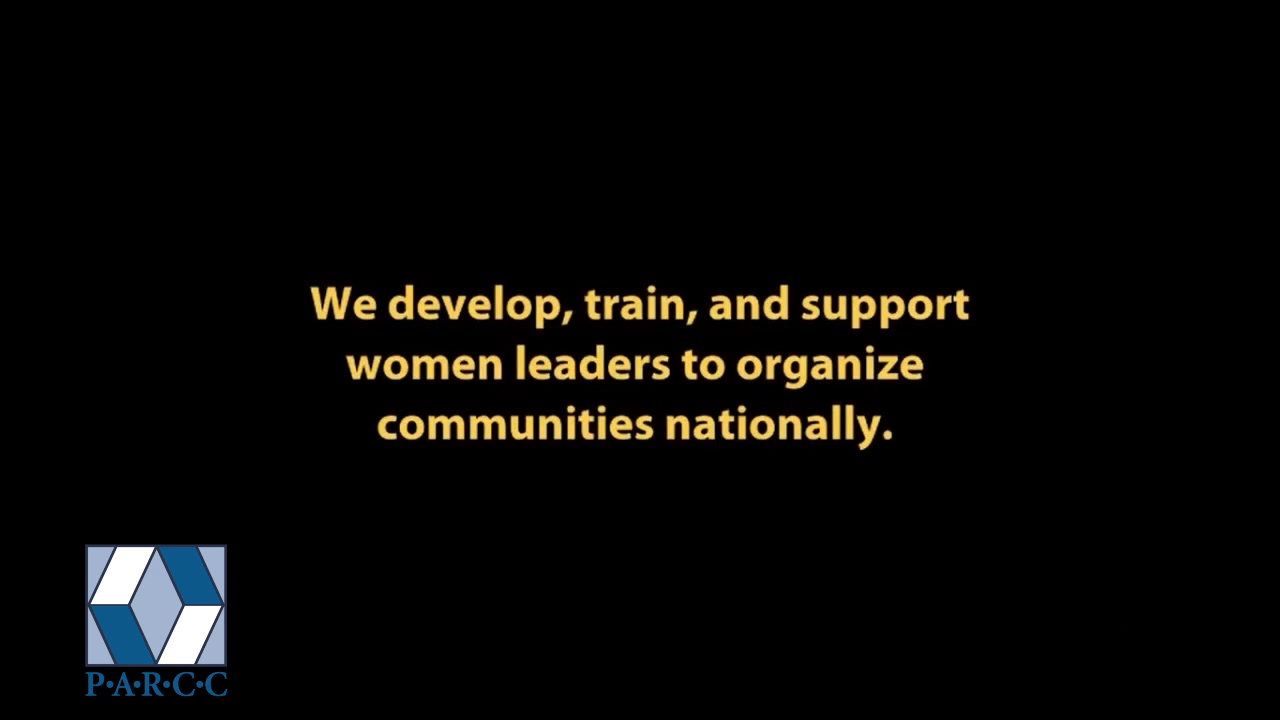 We develop, train, and support
women leaders to organize
communities nationally.
P·A·R·C·C